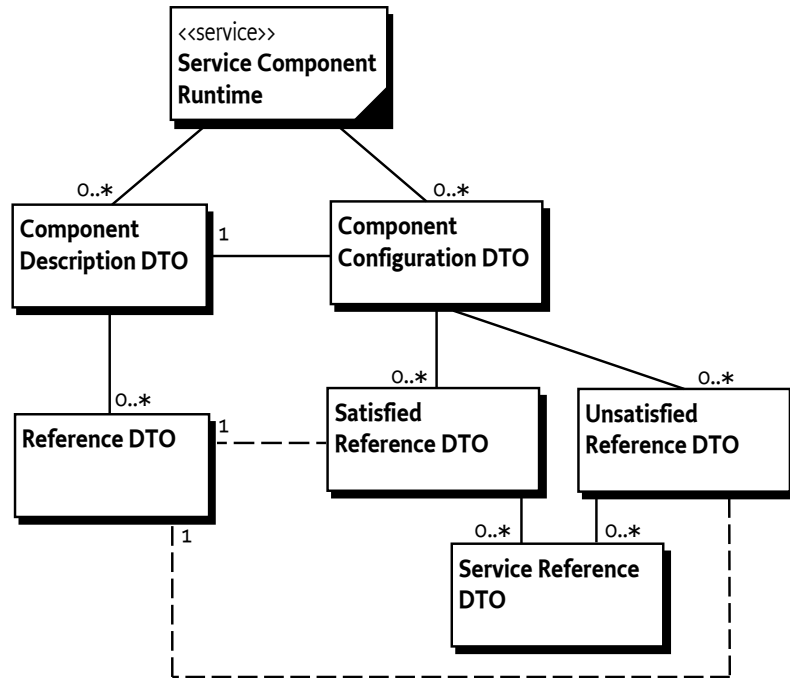 <<service>>
Service Component
Runtime
0..*
0..*
Component
Description DTO
1
Component
Configuration DTO
0..*
0..*
0..*
Reference DTO
1
Satisfied
Reference DTO
Unsatisfied
Reference DTO
1
0..*
0..*
Service Reference
DTO